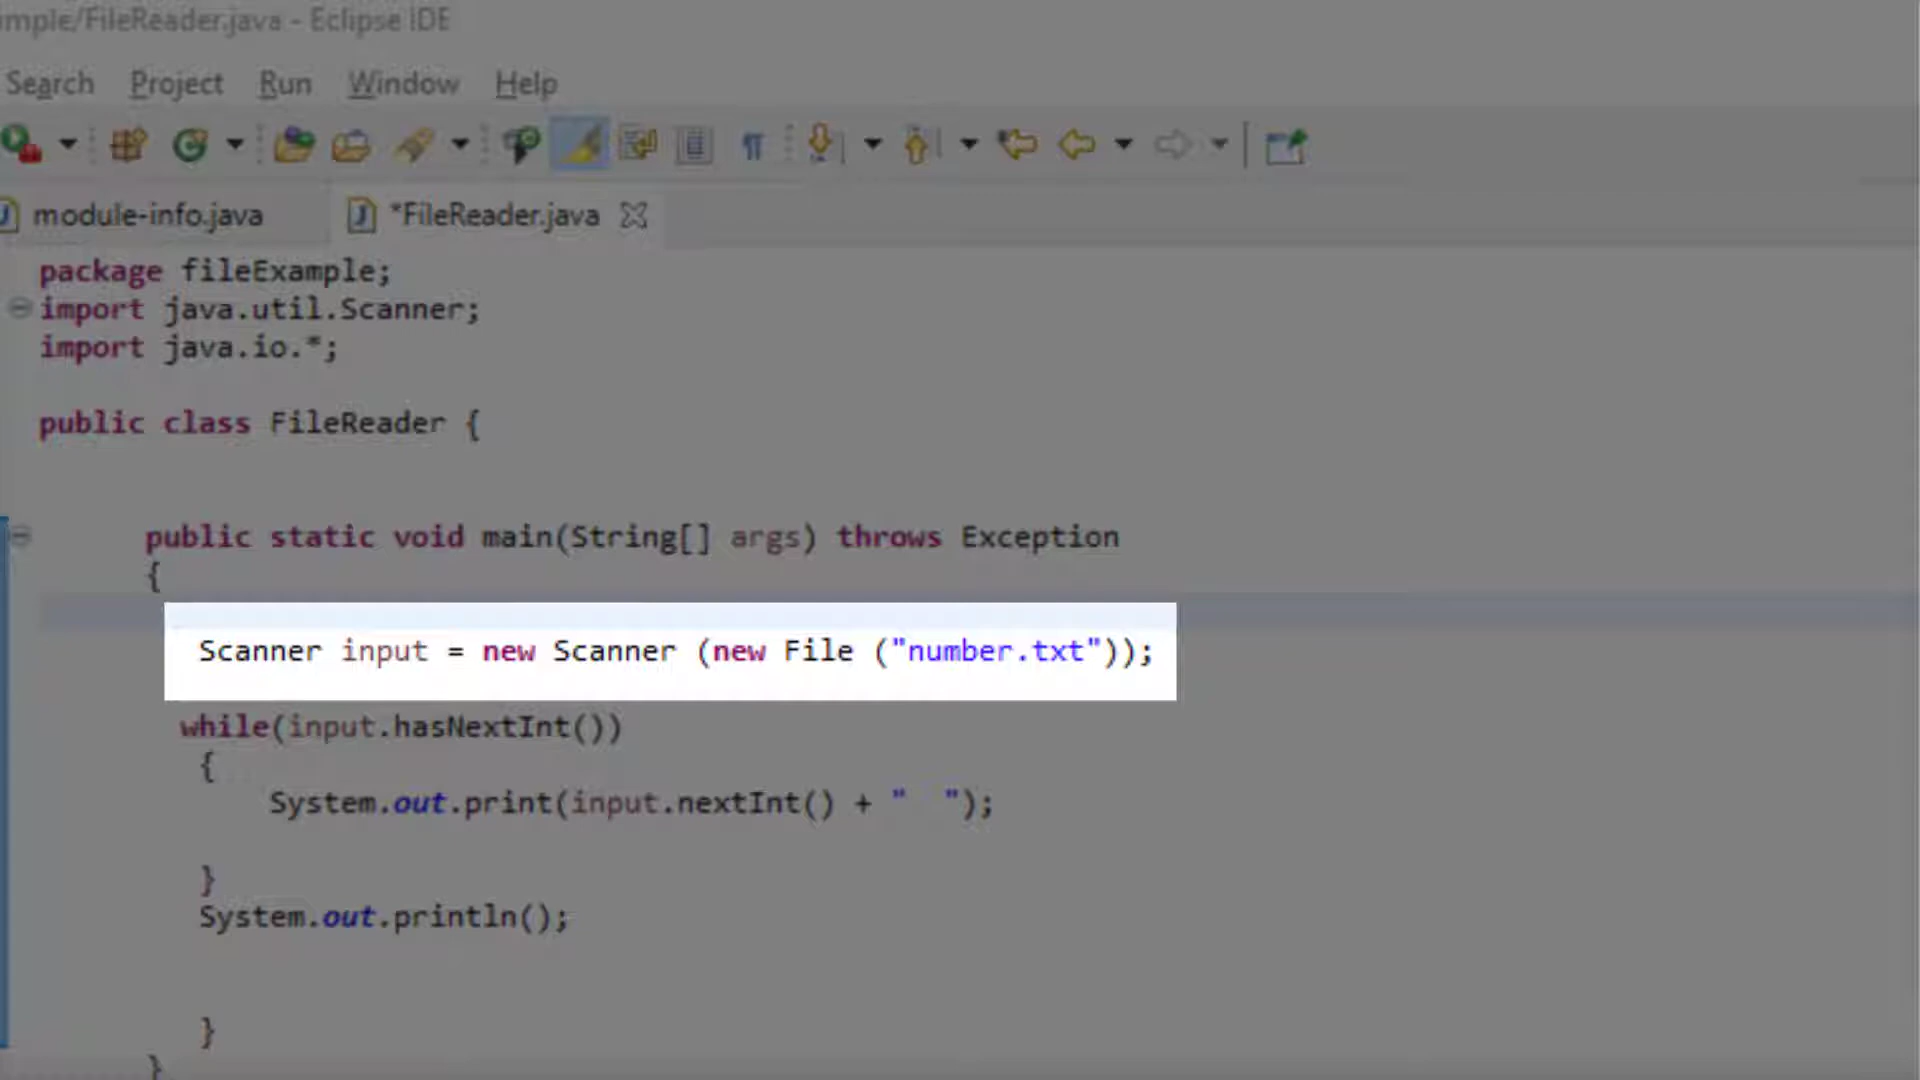 mple/FileReader.java - Eclipse IDE
Search Project Run Window Help
module-info.java *FileReader.java
package fileExample;
import java.util.Scanner;
import java.io.*;
public class FileReader {
public static void main(String[] args) throws Exception
{
Scanner input = new Scanner (new File ("number.txt"));
while(input.hasNextInt())
{
System.out.print(input.nextInt() + "  ");
}
System.out.println();
}
}